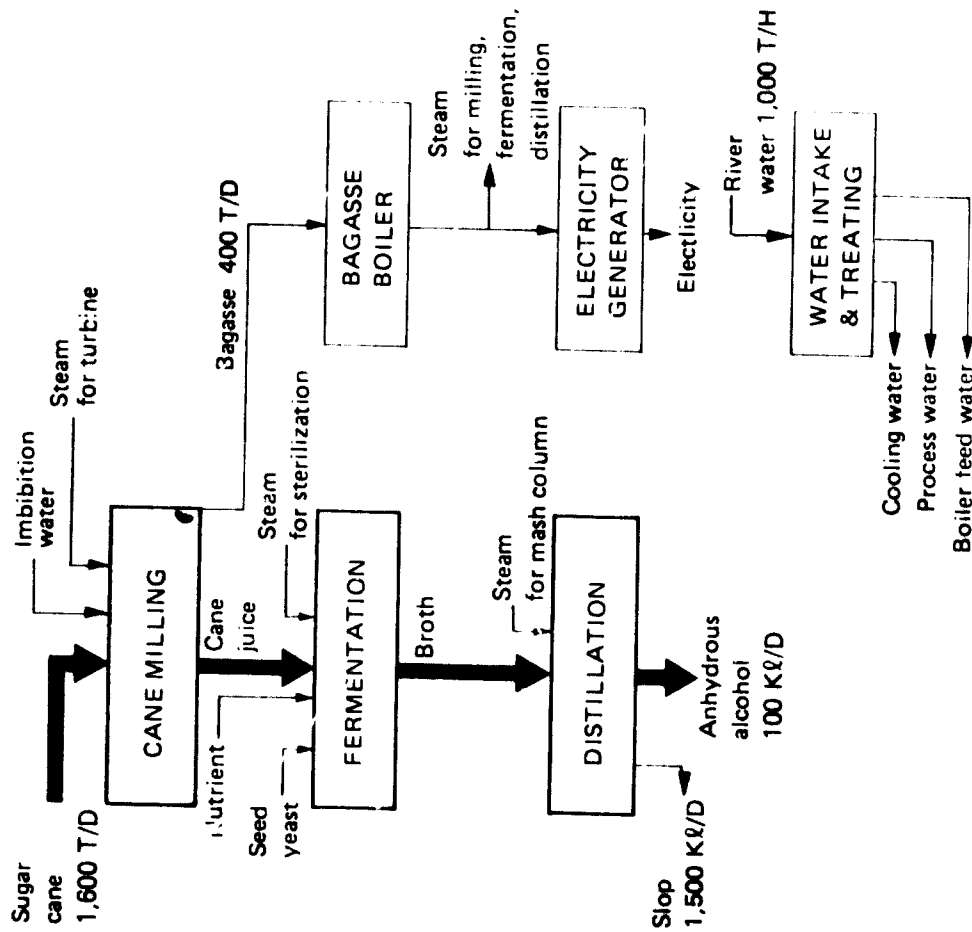 Sugar
cane
1,600 T/D
Imbibition
water
Steam
for turbine
CANE MILLING
Bagasse 400 T/D
Cane
juice
Nutrient
Seed
yeast
Steam
for sterilization
FERMENTATION
Broth
Steam
for mash column
DISTILLATION
Slop
1,500 Kℓ/D
Anhydrous
alcohol
100 Kℓ/D
BAGASSE
BOILER
Steam
for milling,
fermentation,
distillation
ELECTRICITY
GENERATOR
Electlicity
River
water 1,000 T/H
WATER INTAKE
& TREATING
Cooling water
Process water
Boiler feed water